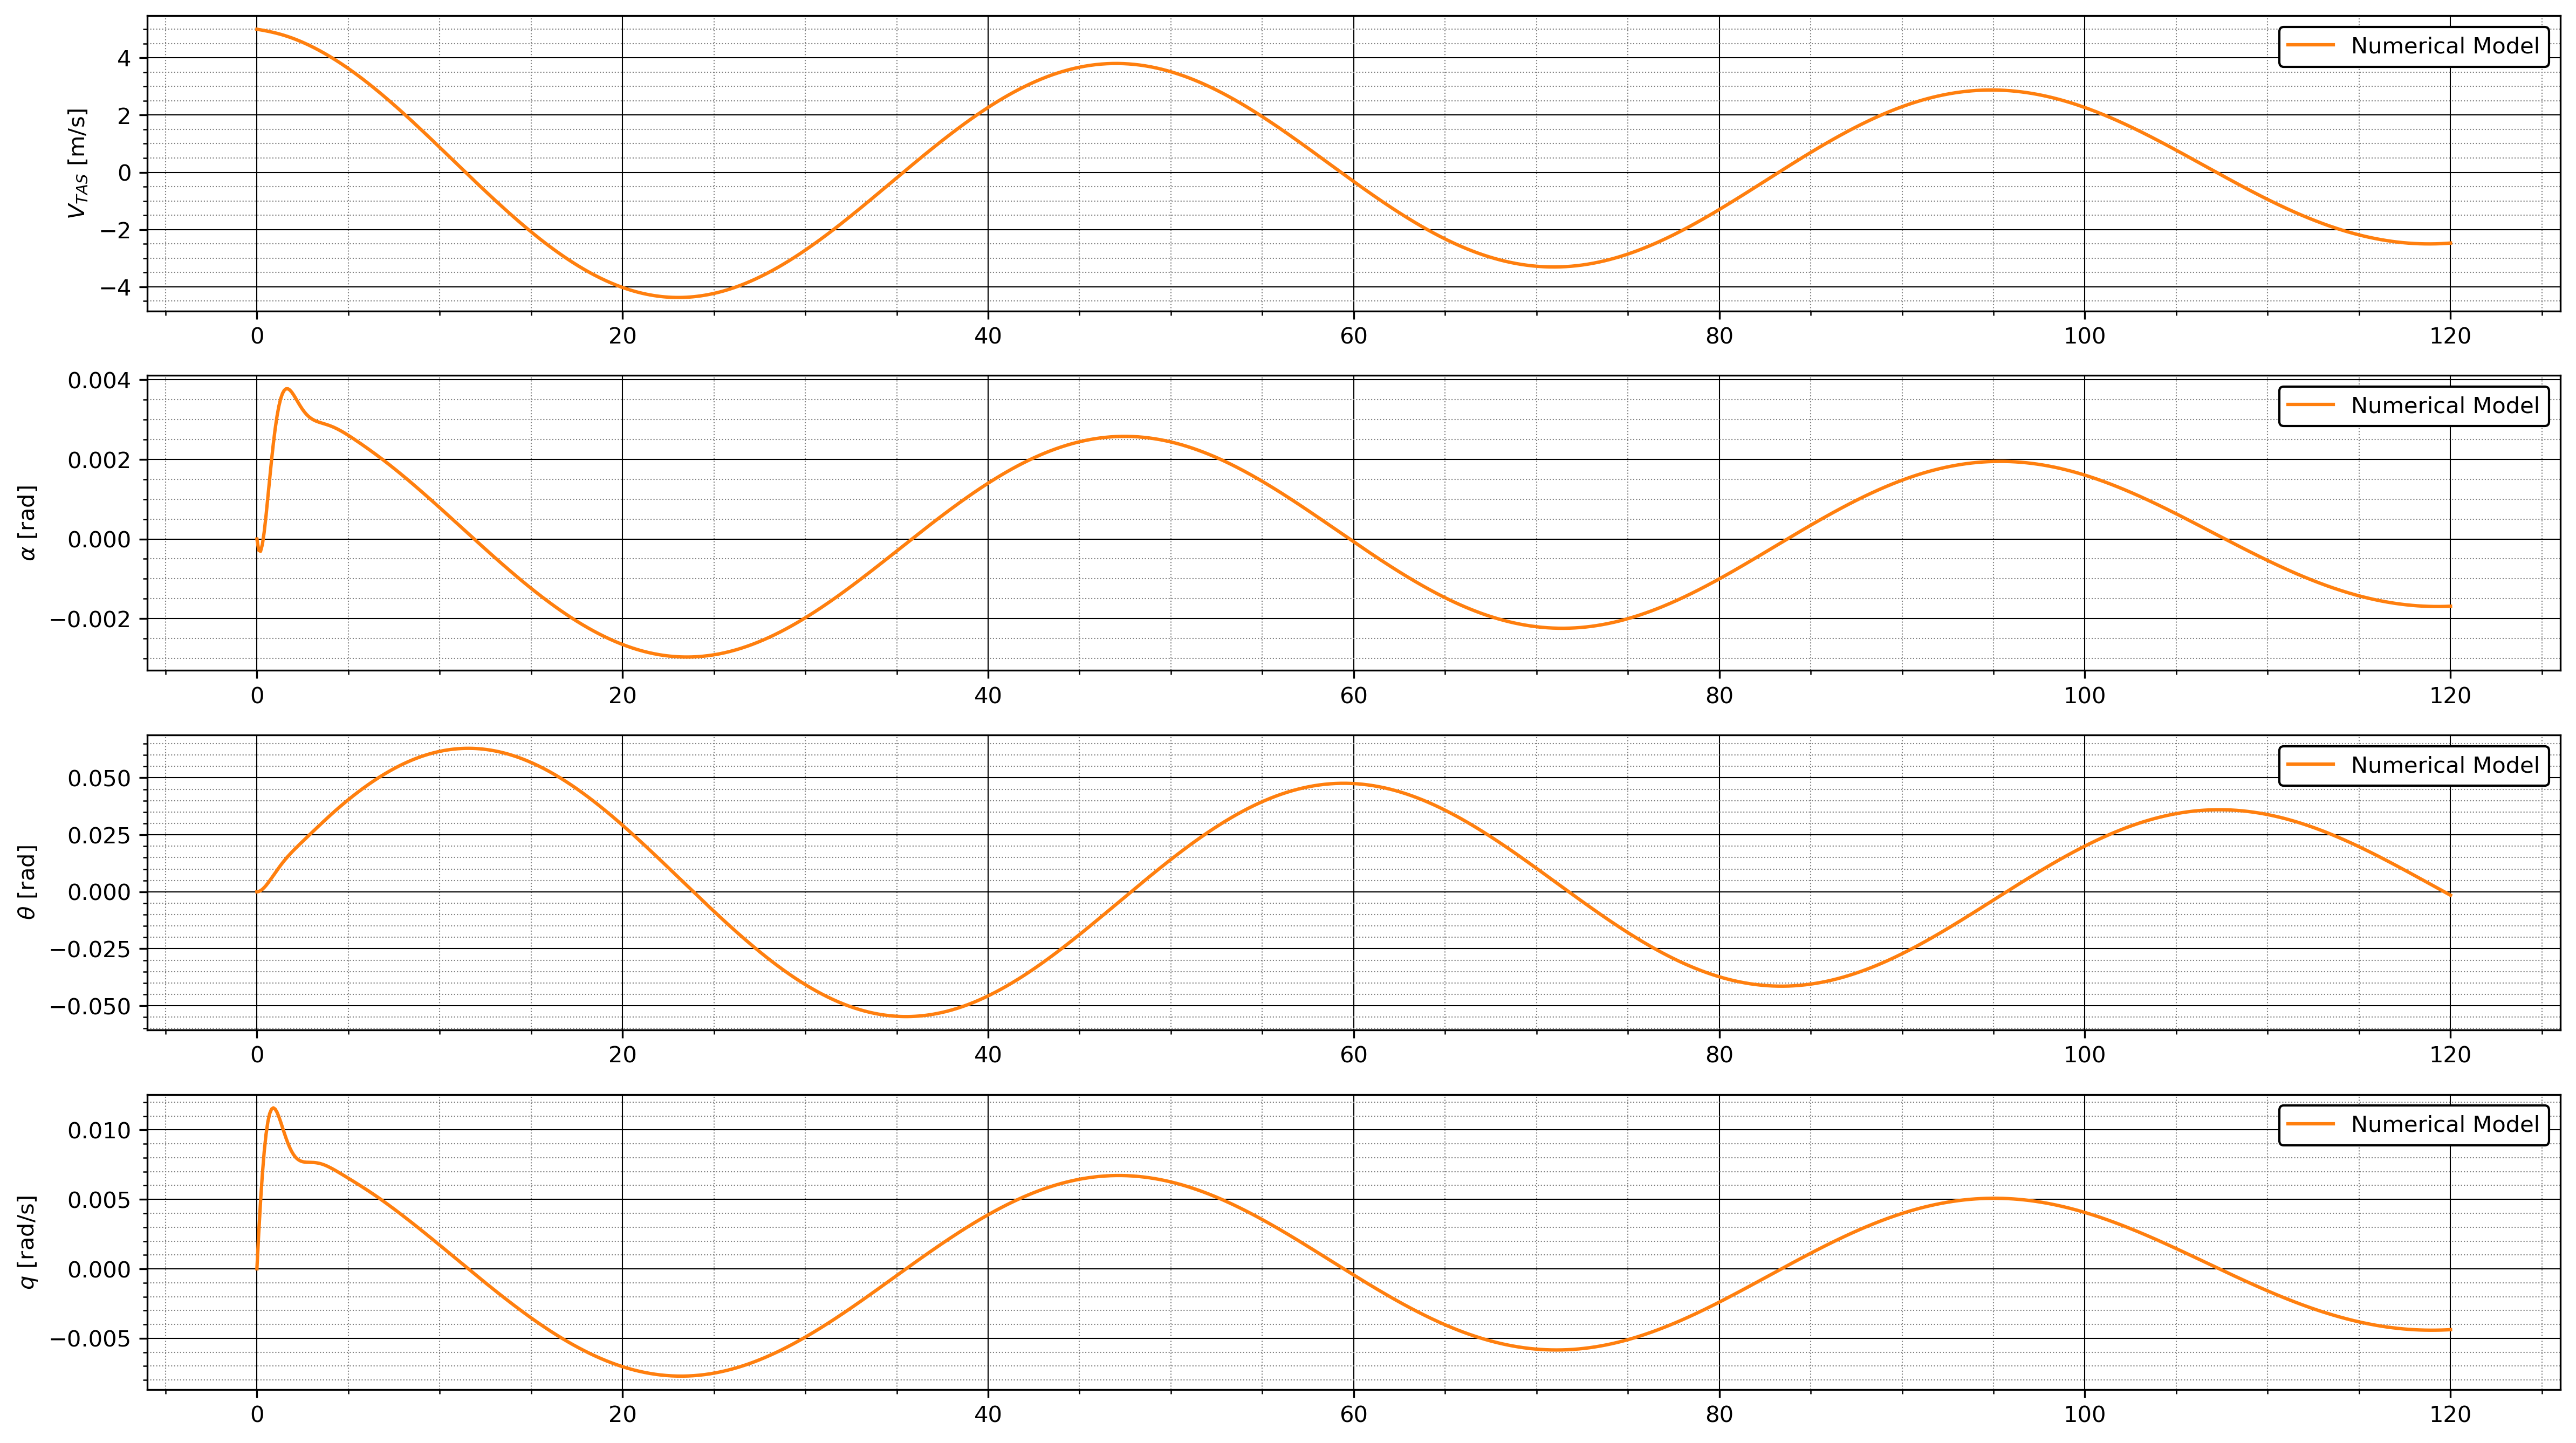 V_TAS [m/s]
4
2
0
−2
−4
Numerical Model
0 20 40 60 80 100 120
α [rad]
0.004
0.002
0.000
−0.002
Numerical Model
0 20 40 60 80 100 120
θ [rad]
0.050
0.025
0.000
−0.025
−0.050
Numerical Model
0 20 40 60 80 100 120
q [rad/s]
0.010
0.005
0.000
−0.005
Numerical Model
0 20 40 60 80 100 120